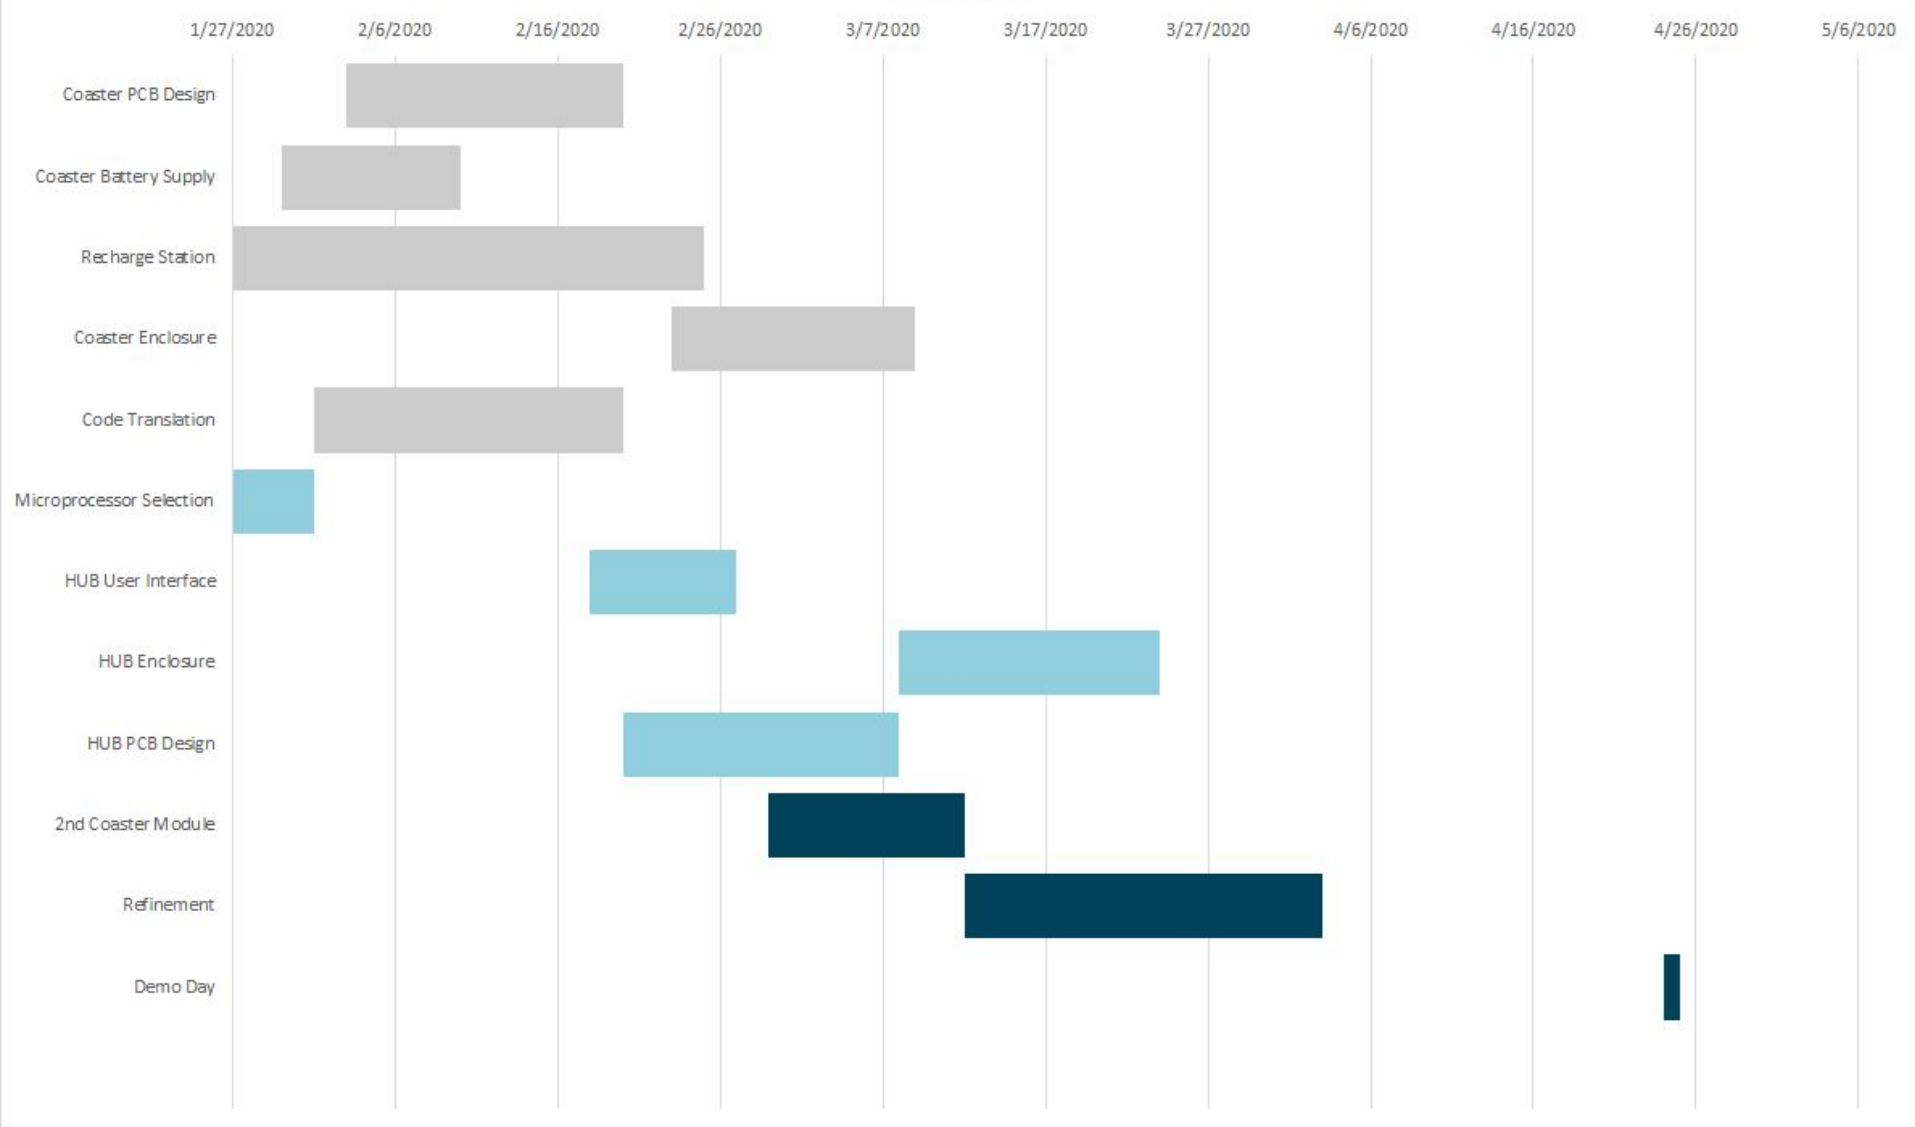 1/27/2020 2/6/2020 2/16/2020 2/26/2020 3/7/2020 3/17/2020 3/27/2020 4/6/2020 4/16/2020 4/26/2020 5/6/2020
Coaster PCB Design
Coaster Battery Supply
Recharge Station
Coaster Enclosure
Code Translation
Microprocessor Selection
HUB User Interface
HUB Enclosure
HUB PCB Design
2nd Coaster Module
Refinement
Demo Day